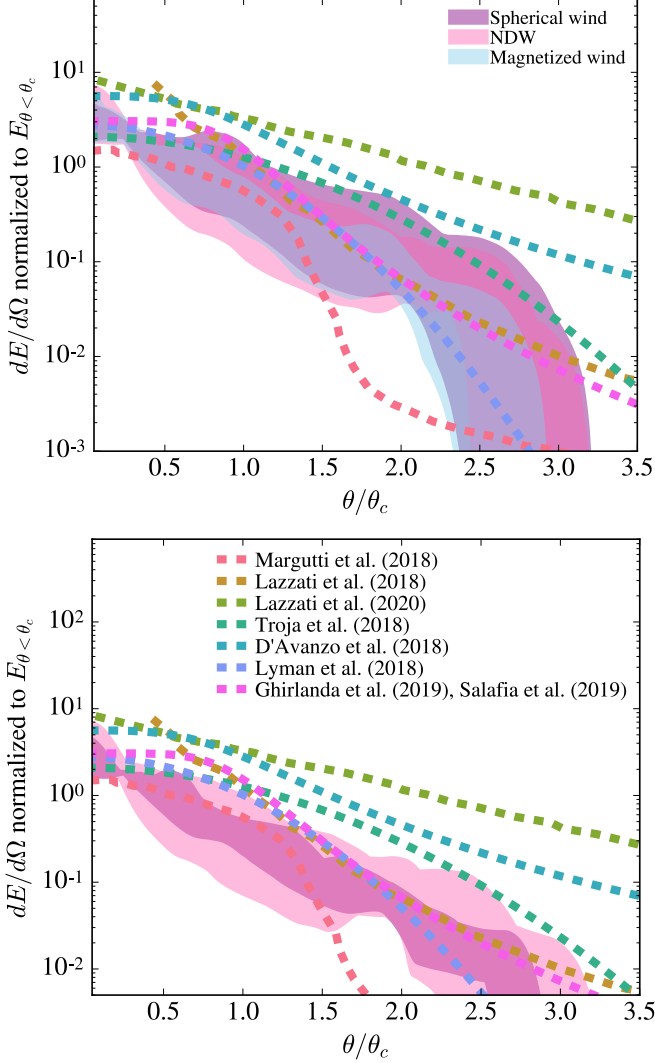 Spherical wind
NDW
Magnetized wind
dE/dΩ normalized to E_{θ<θ_c}
10^1
10^0
10^-1
10^-2
10^-3
0.5 1.0 1.5 2.0 2.5 3.0 3.5
θ/θ_c
Margutti et al. (2018)
Lazzati et al. (2018)
Lazzati et al. (2020)
Troja et al. (2018)
D'Avanzo et al. (2018)
Lyman et al. (2018)
Ghirlanda et al. (2019), Salafia et al. (2019)
dE/dΩ normalized to E_{θ<θ_c}
10^2
10^1
10^0
10^-1
10^-2
0.5 1.0 1.5 2.0 2.5 3.0 3.5
θ/θ_c